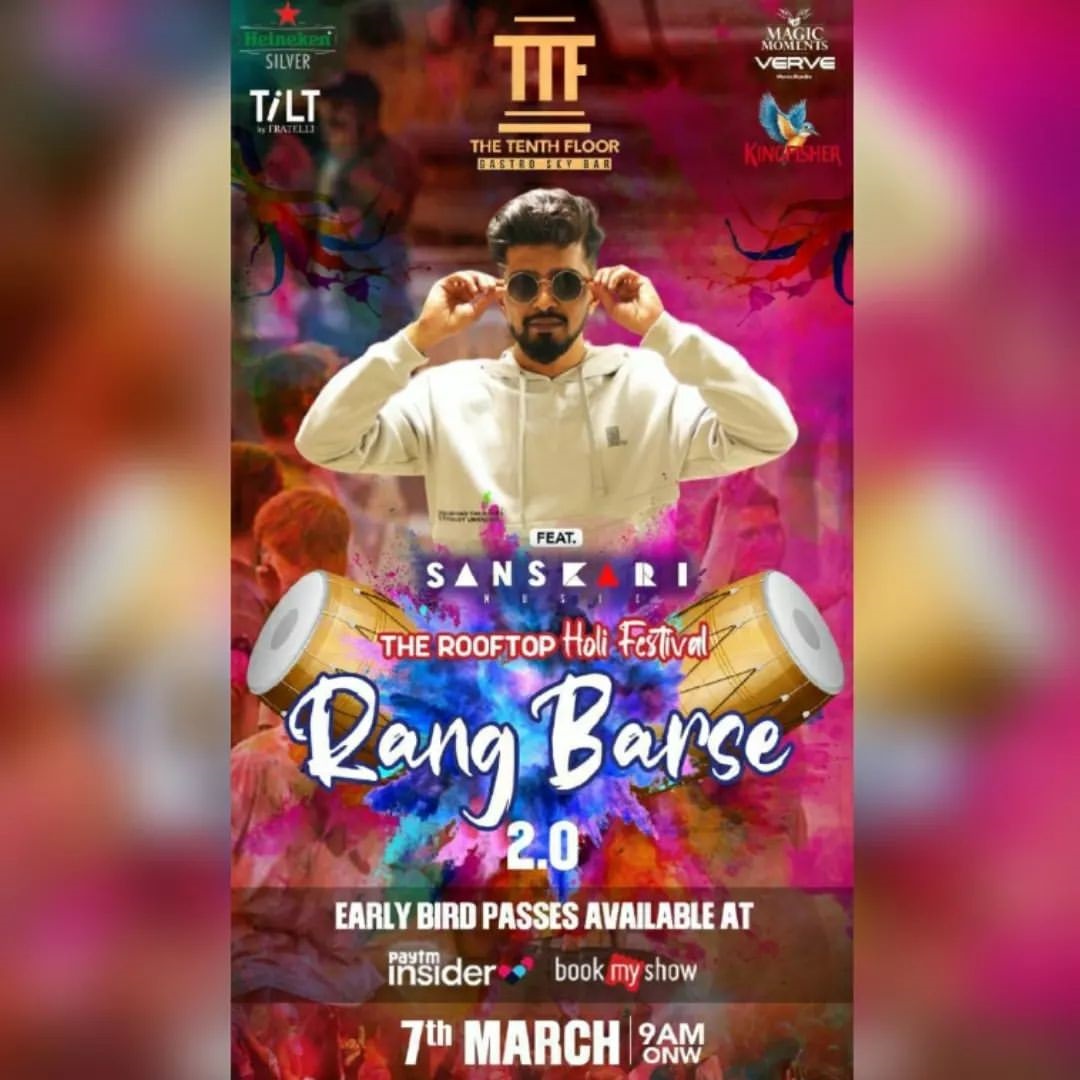 Heineken
SILVER
TiLT
by FRATELLI
TTF
THE TENTH FLOOR
GASTRO SKY BAR
MAGIC
MOMENTS
VERVE
KINGFISHER
FEAT.
SANSKARI
MUSIC
THE ROOFTOP Holi Festival
Rang Barse
2.0
EARLY BIRD PASSES AVAILABLE AT
Paytm
insider
book my show
7th MARCH | 9AM
ONW